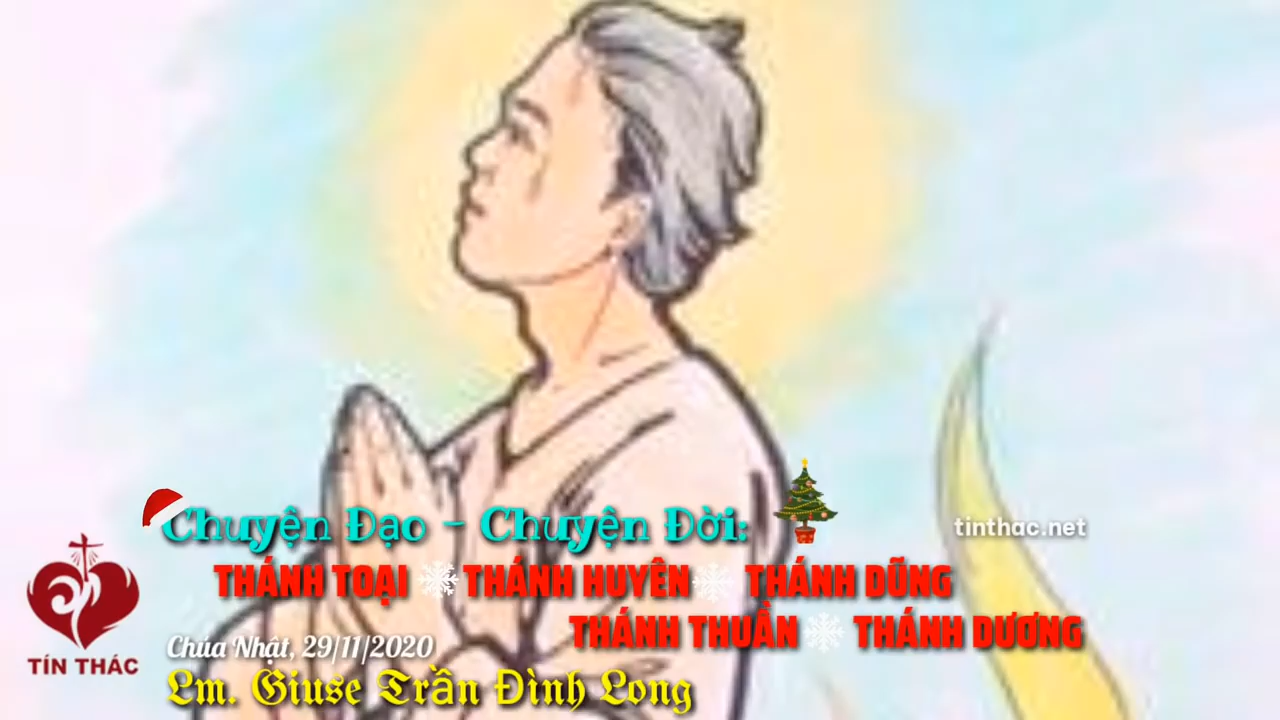 Chuyện Đạo - Chuyện Đời:
tinthac.net
THÁNH TOẠI THÁNH HUYÊN THÁNH DŨNG
THÁNH THUẦN THÁNH DƯƠNG
Chúa Nhật, 29/11/2020
TÍN THÁC
Lm. Giuse Trần Đình Long